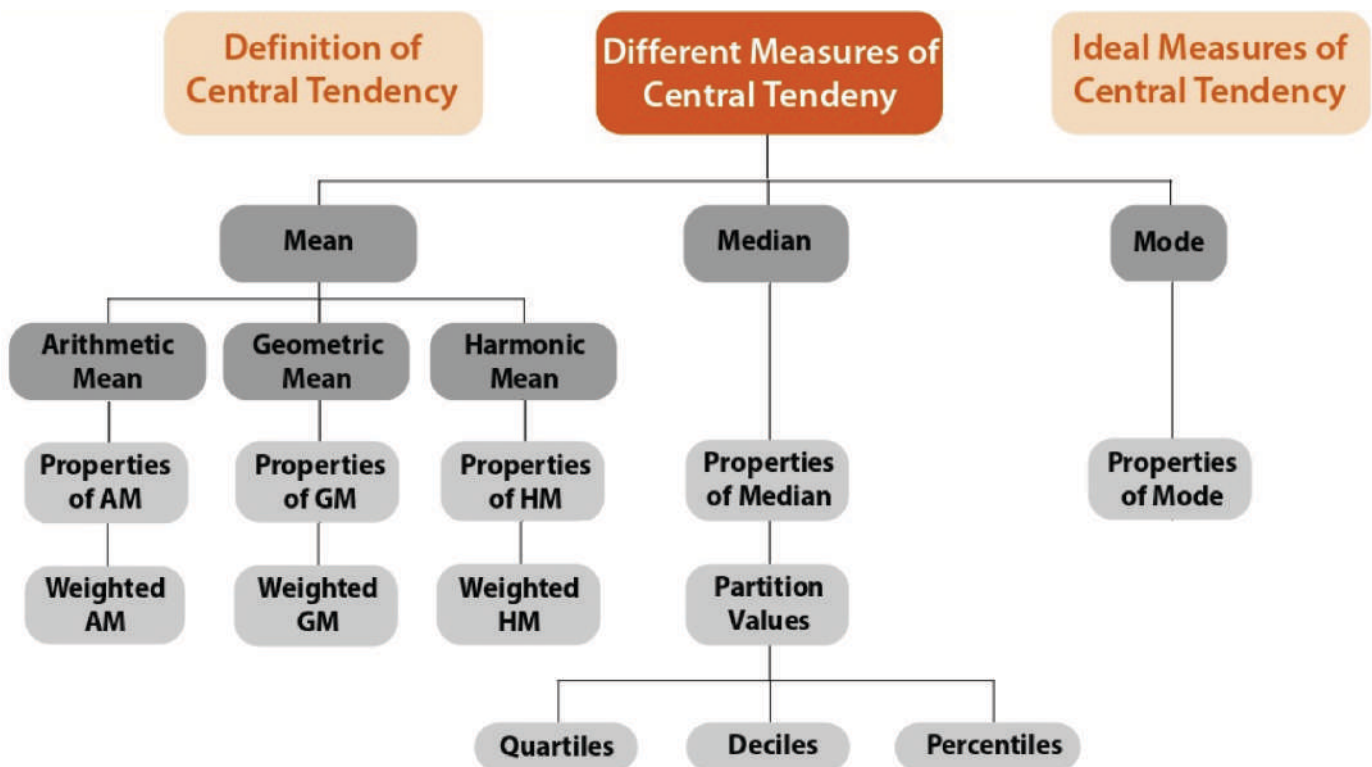 Definition of
Central Tendency
Different Measures of
Central Tendeny
Ideal Measures of
Central Tendency
Mean
Median
Mode
Arithmetic
Mean
Geometric
Mean
Harmonic
Mean
Properties
of AM
Properties
of GM
Properties
of HM
Properties
of Median
Properties
of Mode
Weighted
AM
Weighted
GM
Weighted
HM
Partition
Values
Quartiles
Deciles
Percentiles